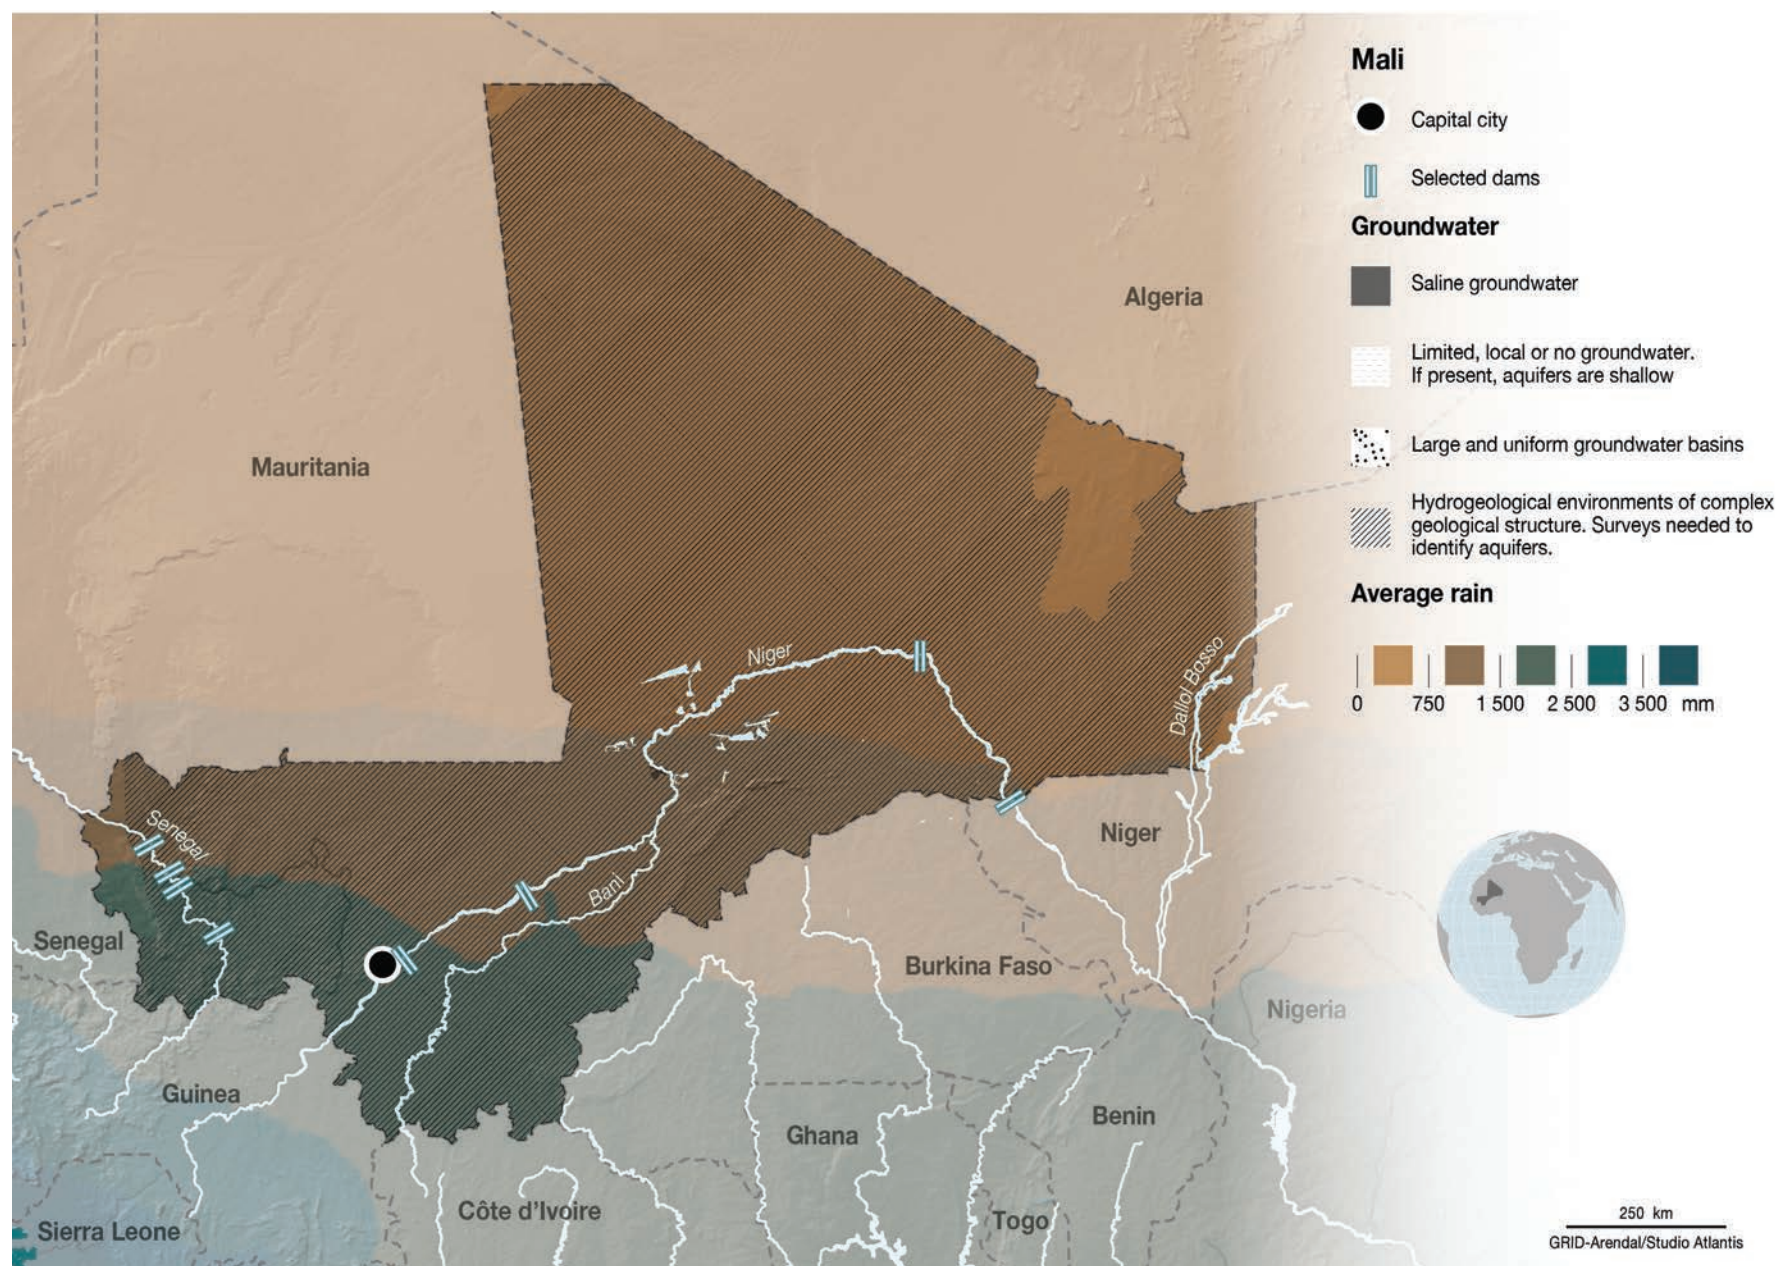 Mali
Capital city
Selected dams
Groundwater
Saline groundwater
Limited, local or no groundwater.
If present, aquifers are shallow
Large and uniform groundwater basins
Hydrogeological environments of complex
geological structure. Surveys needed to
identify aquifers.
Average rain
0 750 1 500 2 500 3 500 mm
Algeria
Mauritania
Niger
Dallol Bosso
Senegal
Niger
Bani
Senegal
Burkina Faso
Nigeria
Guinea
Benin
Ghana
Côte d'Ivoire
Togo
Sierra Leone
250 km
GRID-Arendal/Studio Atlantis